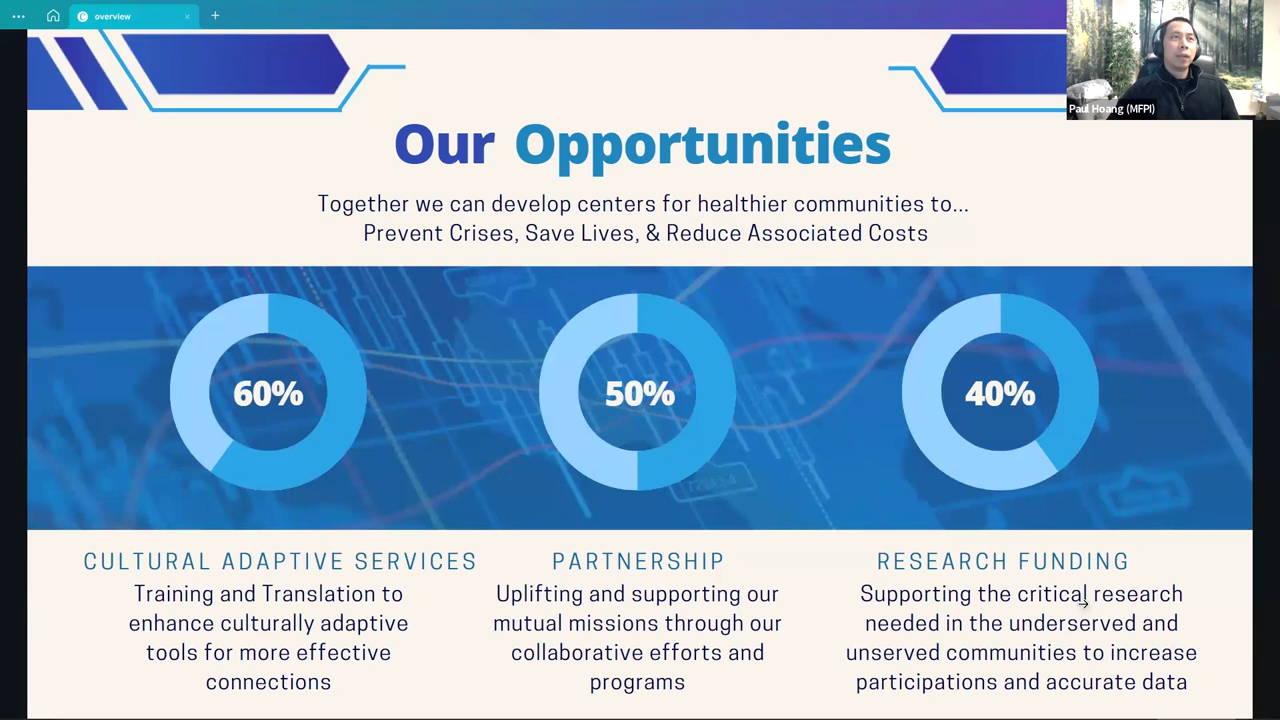 overview
Paul Hoang (MFPI)
Our Opportunities
Together we can develop centers for healthier communities to...
Prevent Crises, Save Lives, & Reduce Associated Costs
60%
50%
40%
CULTURAL ADAPTIVE SERVICES
Training and Translation to
enhance culturally adaptive
tools for more effective
connections
PARTNERSHIP
Uplifting and supporting our
mutual missions through our
collaborative efforts and
programs
RESEARCH FUNDING
Supporting the critical research
needed in the underserved and
unserved communities to increase
participations and accurate data